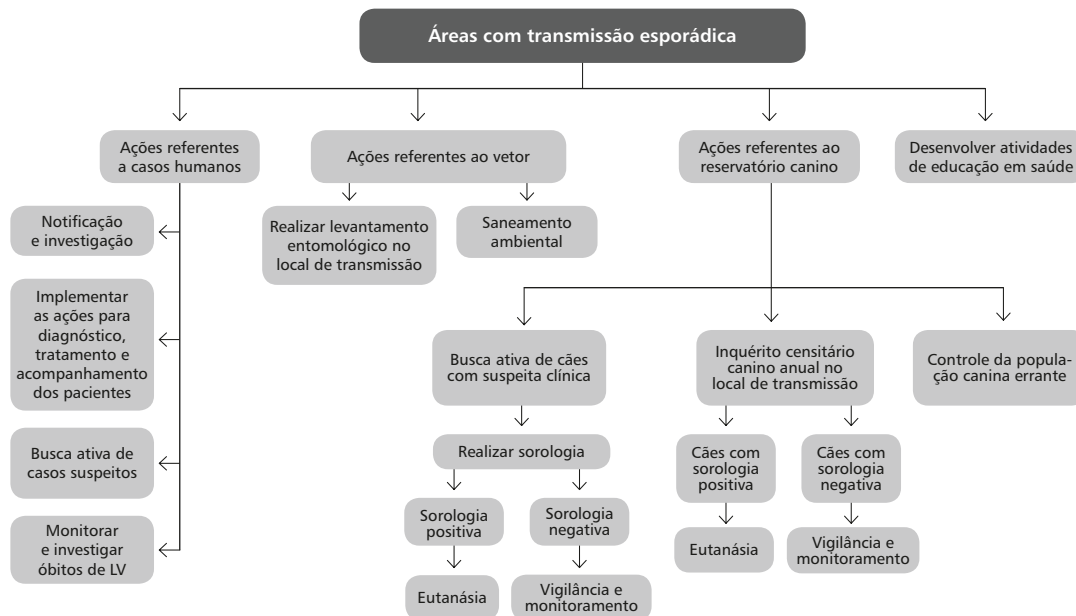 Áreas com transmissão esporádica
Ações referentes
a casos humanos
Ações referentes ao vetor
Ações referentes ao
reservatório canino
Desenvolver atividades
de educação em saúde
Notificação
e investigação
Implementar
as ações para
diagnóstico,
tratamento e
acompanhamento
dos pacientes
Busca ativa de
casos suspeitos
Monitorar
e investigar
óbitos de LV
Realizar levantamento
entomológico no
local de transmissão
Saneamento
ambiental
Busca ativa de cães
com suspeita clínica
Realizar sorologia
Sorologia
positiva
Eutanásia
Sorologia
negativa
Vigilância e
monitoramento
Inquérito censitário
canino anual no
local de transmissão
Cães com
sorologia
positiva
Eutanásia
Cães com
sorologia
negativa
Vigilância e
monitoramento
Controle da popula-
ção canina errante